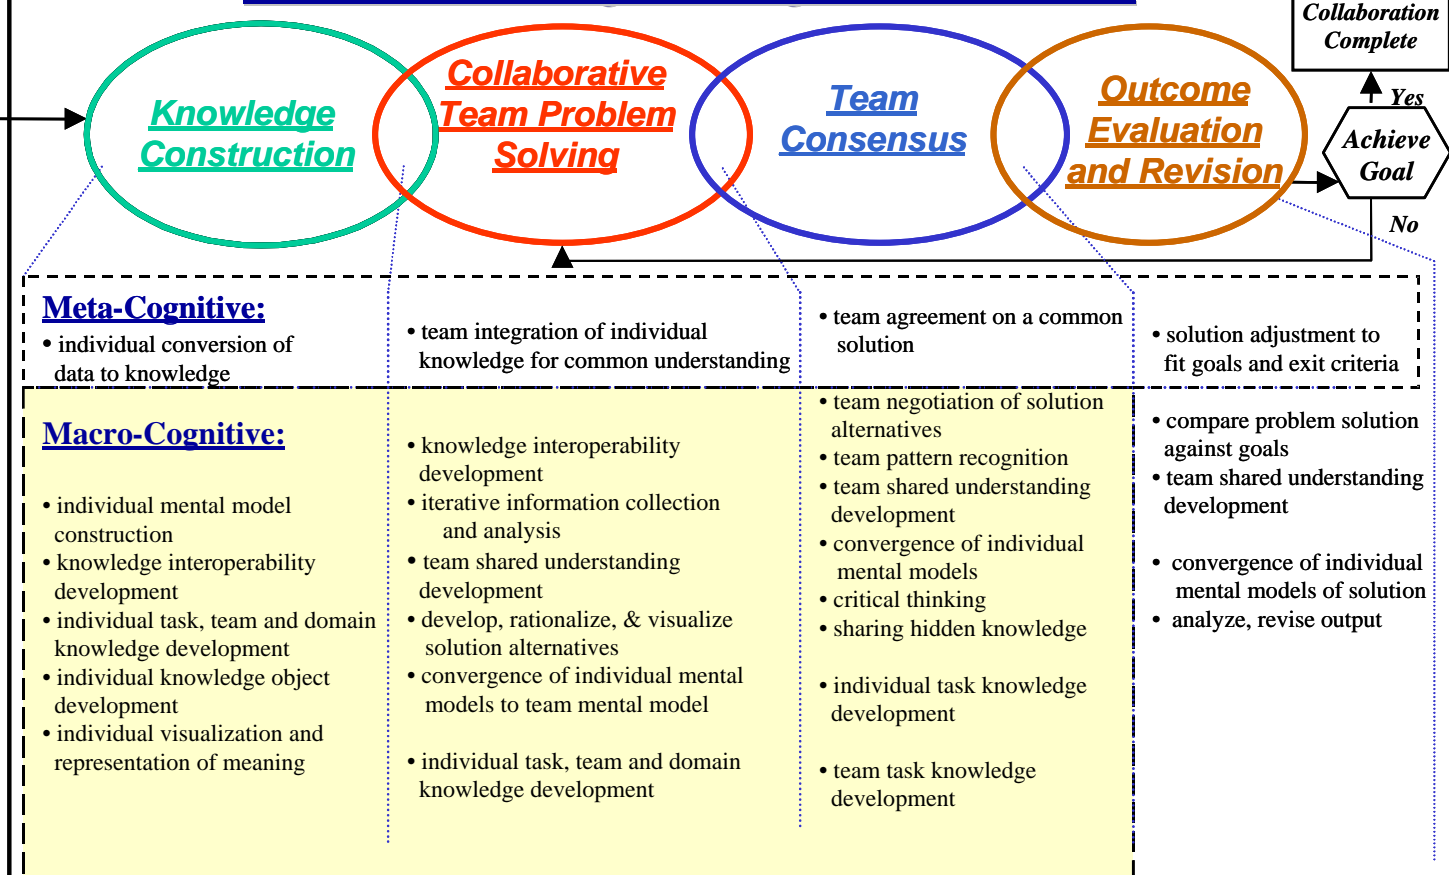 Collaboration
Complete
Knowledge
Construction
Collaborative
Team Problem
Solving
Team
Consensus
Outcome
Evaluation
and Revision
Yes
Achieve
Goal
No
Meta-Cognitive:
• individual conversion of
data to knowledge
• team integration of individual
knowledge for common understanding
• team agreement on a common
solution
• solution adjustment to
fit goals and exit criteria
Macro-Cognitive:
• individual mental model
construction
• knowledge interoperability
development
• individual task, team and domain
knowledge development
• individual knowledge object
development
• individual visualization and
representation of meaning
• knowledge interoperability
development
• iterative information collection
and analysis
• team shared understanding
development
• develop, rationalize, & visualize
solution alternatives
• convergence of individual mental
models to team mental model
• individual task, team and domain
knowledge development
• team negotiation of solution
alternatives
• team pattern recognition
• team shared understanding
development
• convergence of individual
mental models
• critical thinking
• sharing hidden knowledge
• individual task knowledge
development
• team task knowledge
development
• compare problem solution
against goals
• team shared understanding
development
• convergence of individual
mental models of solution
• analyze, revise output